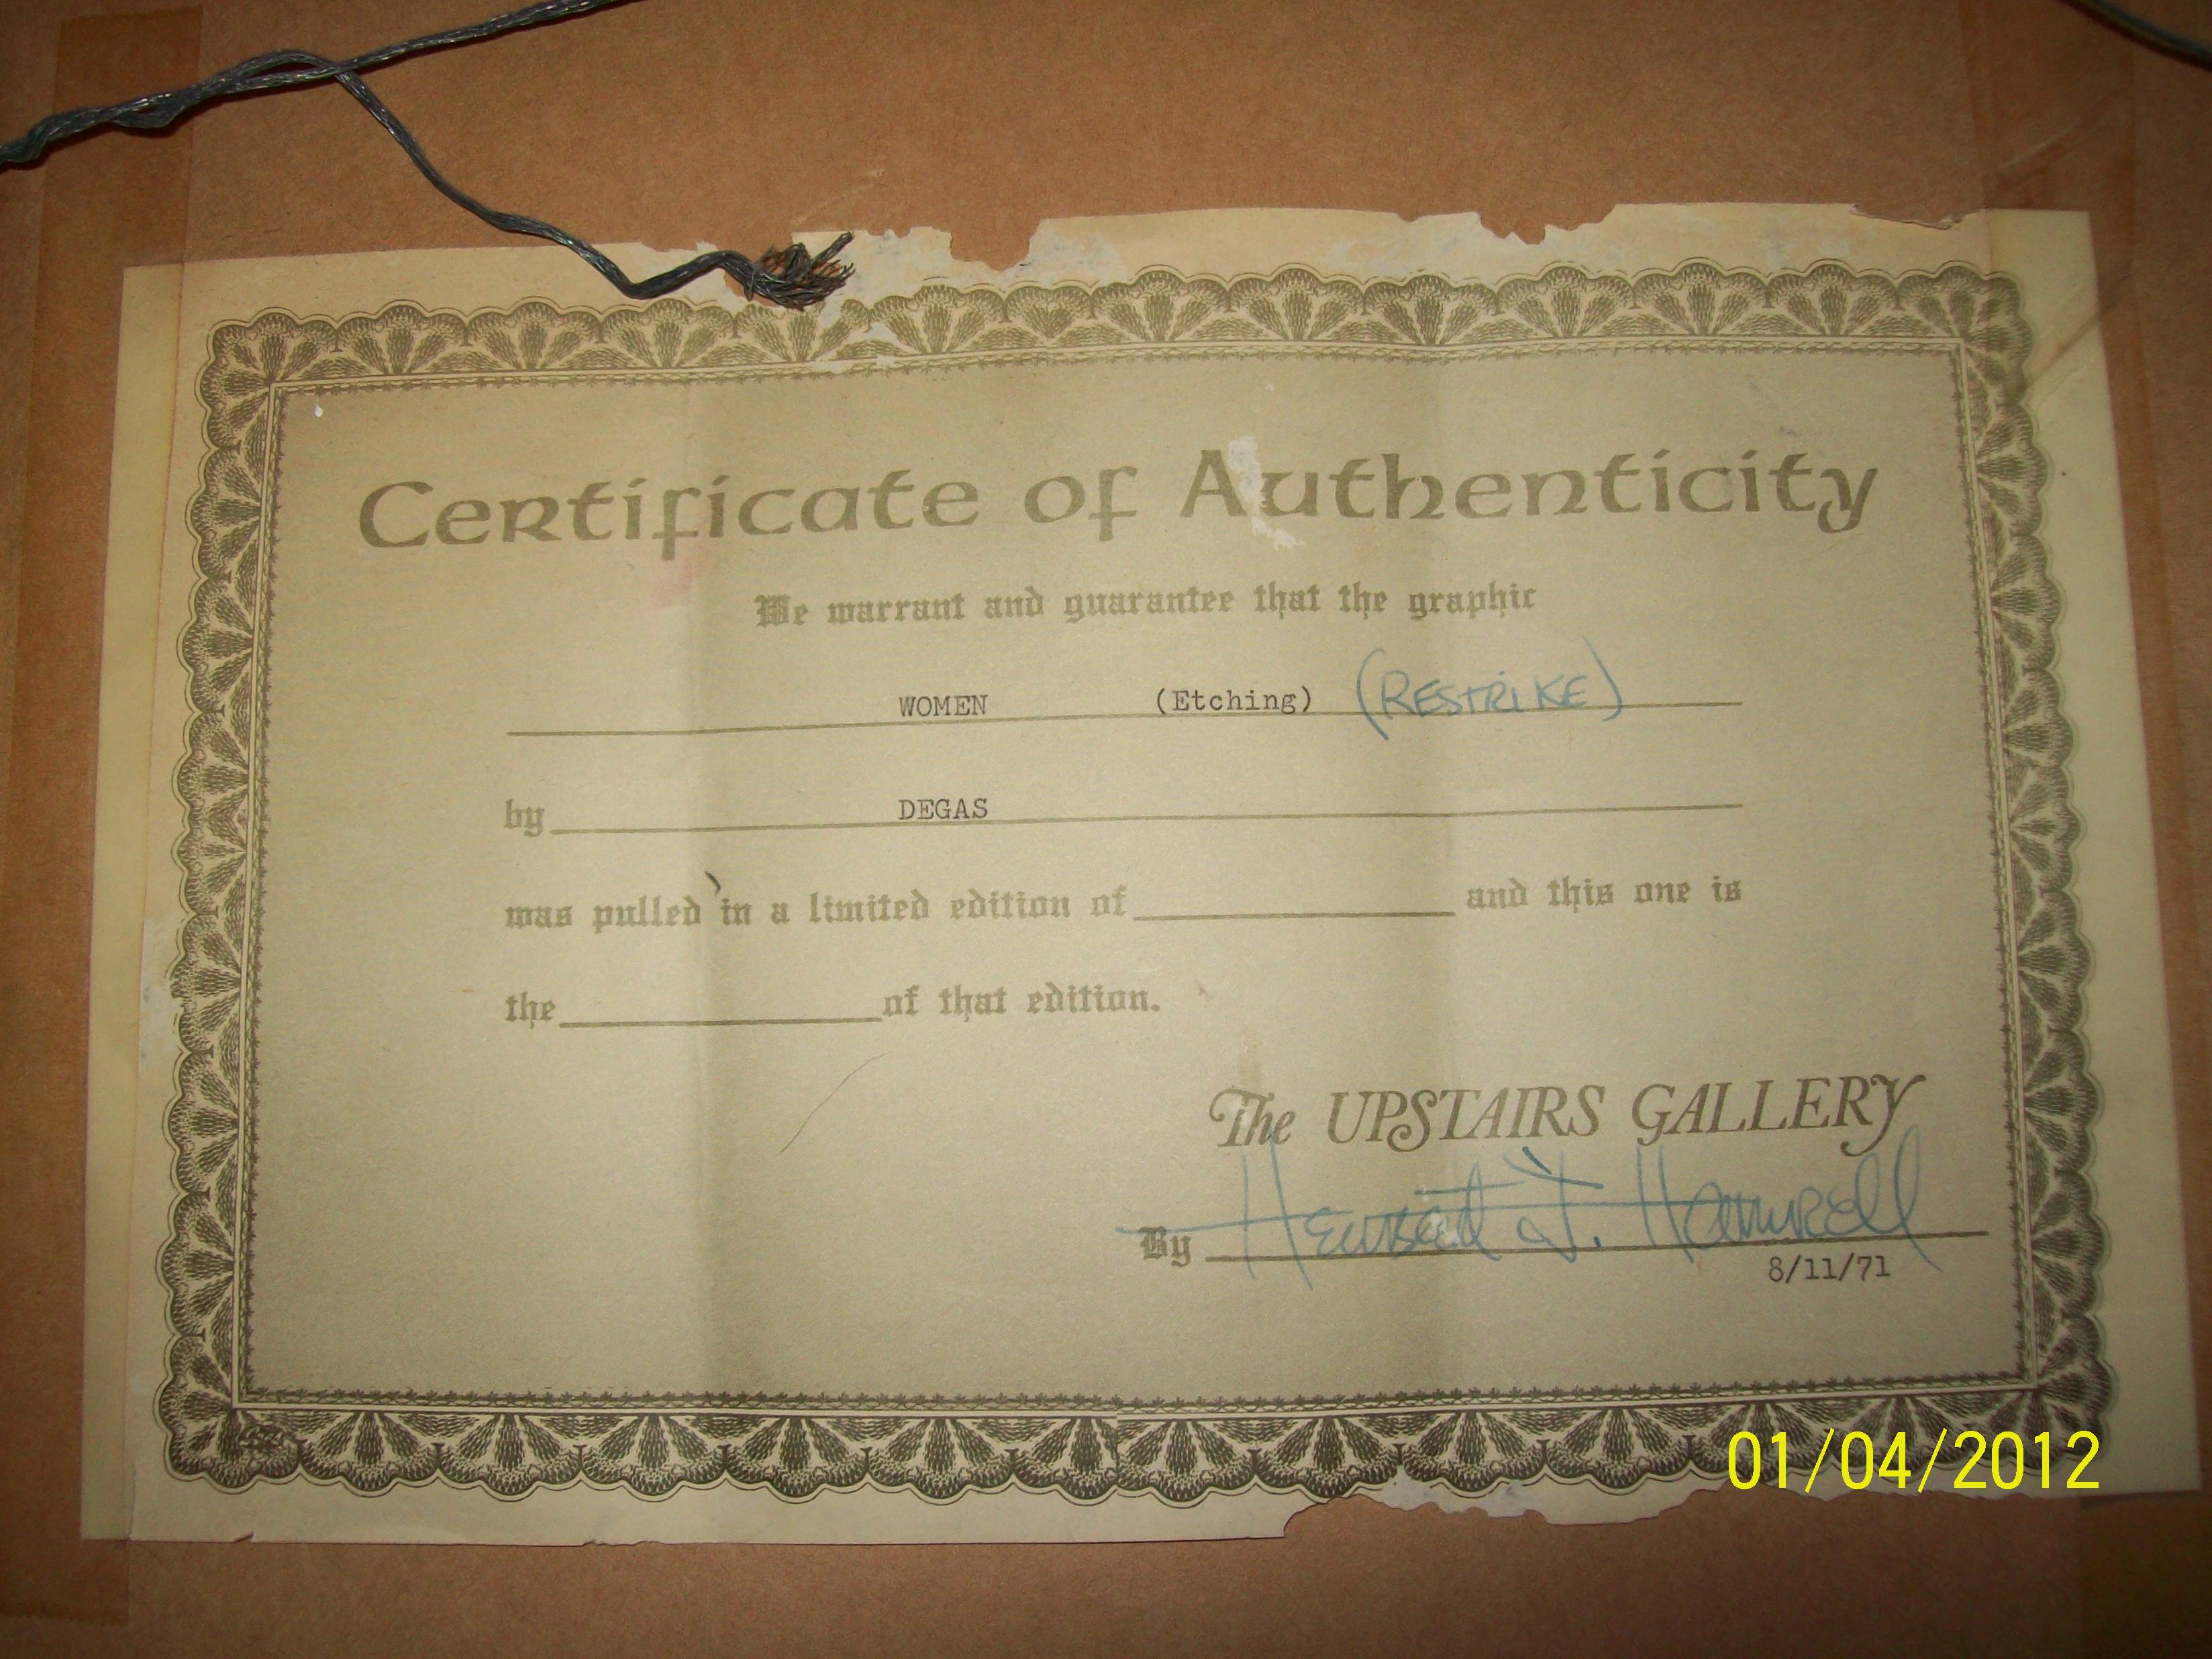 Certificate of Authenticity
We warrant and guarantee that the graphic
WOMEN (Etching) (RESTRIKE)
by DEGAS
was pulled in a limited edition of and this one is
the of that edition.
The UPSTAIRS GALLERY
By
8/11/71
01/04/2012